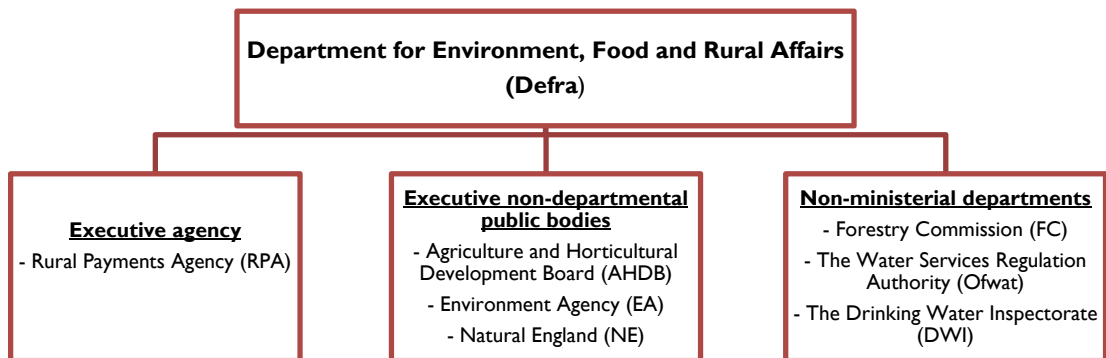 Department for Environment, Food and Rural Affairs
(Defra)
Executive agency
- Rural Payments Agency (RPA)
Executive non-departmental
public bodies
- Agriculture and Horticultural
Development Board (AHDB)
- Environment Agency (EA)
- Natural England (NE)
Non-ministerial departments
- Forestry Commission (FC)
- The Water Services Regulation
Authority (Ofwat)
- The Drinking Water Inspectorate
(DWI)